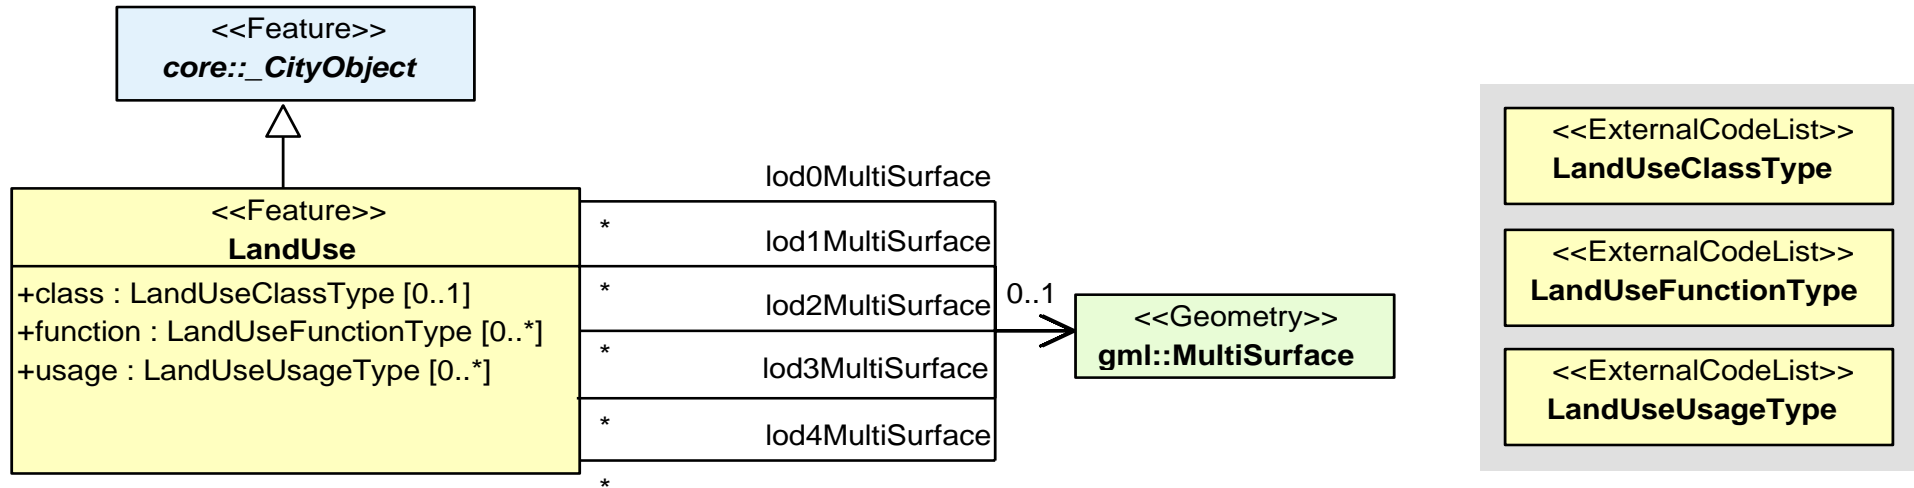 <<Feature>>
core::_CityObject
<<Feature>>
LandUse
+class : LandUseClassType [0..1]
+function : LandUseFunctionType [0..*]
+usage : LandUseUsageType [0..*]
lod0MultiSurface
*
lod1MultiSurface
*
lod2MultiSurface
*
lod3MultiSurface
*
lod4MultiSurface
*
0..1
<<Geometry>>
gml::MultiSurface
<<ExternalCodeList>>
LandUseClassType
<<ExternalCodeList>>
LandUseFunctionType
<<ExternalCodeList>>
LandUseUsageType